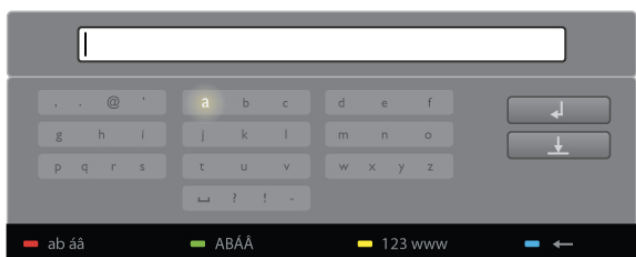 , . @ ' a b c d e f
g h i j k l m n o
p q r s t u v w x y z
␣ ? ! -
ab áâ ABÁÂ 123 www ←